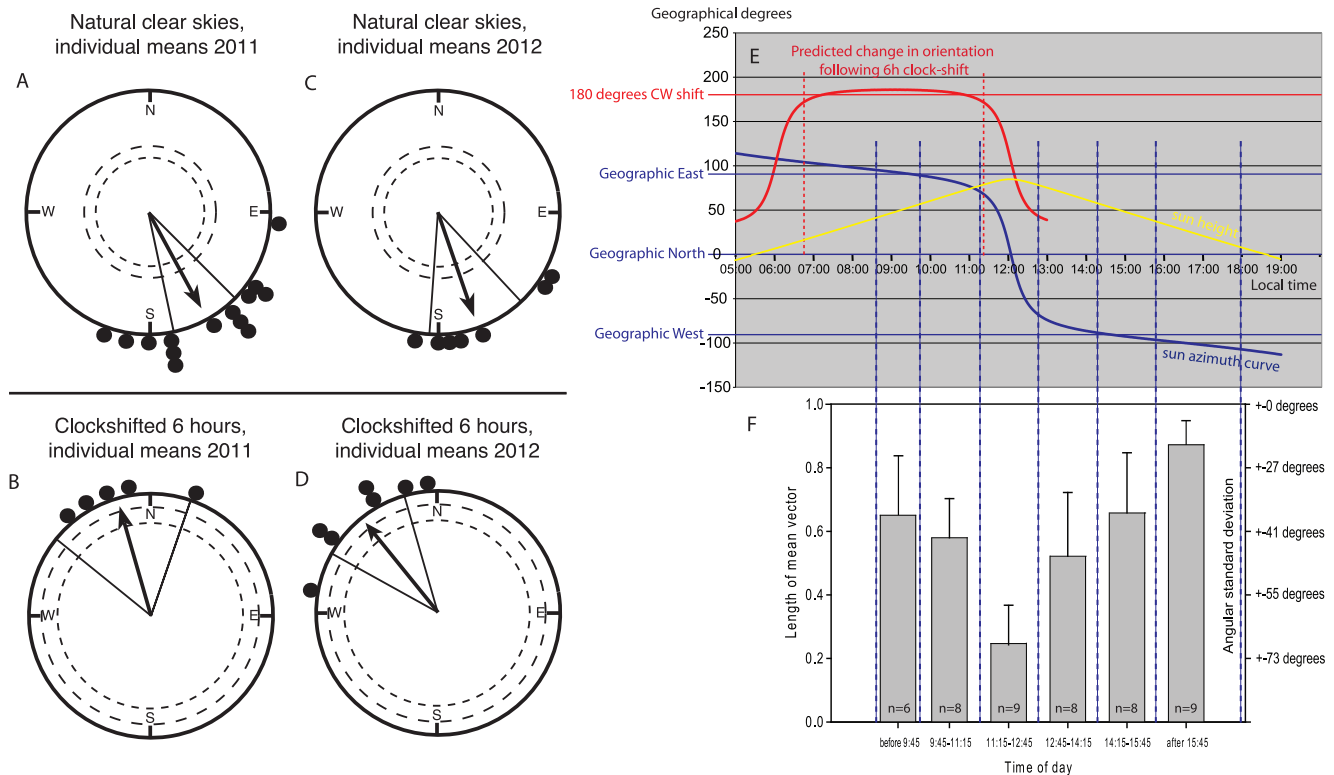 Natural clear skies,
individual means 2011
A
N
W
E
S
Natural clear skies,
individual means 2012
C
N
W
E
S
Clockshifted 6 hours,
individual means 2011
B
N
W
E
S
Clockshifted 6 hours,
individual means 2012
D
N
W
E
S
Geographical degrees
E
250
200
150
100
50
0
-50
-100
-150
Predicted change in orientation
following 6h clock-shift
180 degrees CW shift
Geographic East
Geographic North
Geographic West
sun height
05:00 06:00 07:00 08:00 09:00 10:00 11:00 12:00 13:00 14:00 15:00 16:00 17:00 18:00 19:00
Local time
sun azimuth curve
F
Length of mean vector
1.0
0.8
0.6
0.4
0.2
0.0
+-0 degrees
+-27 degrees
+-41 degrees
+-55 degrees
+-73 degrees
Angular standard deviation
n=6 n=8 n=9 n=8 n=8 n=9
before 9:45 9:45-11:15 11:15-12:45 12:45-14:15 14:15-15:45 after 15:45
Time of day